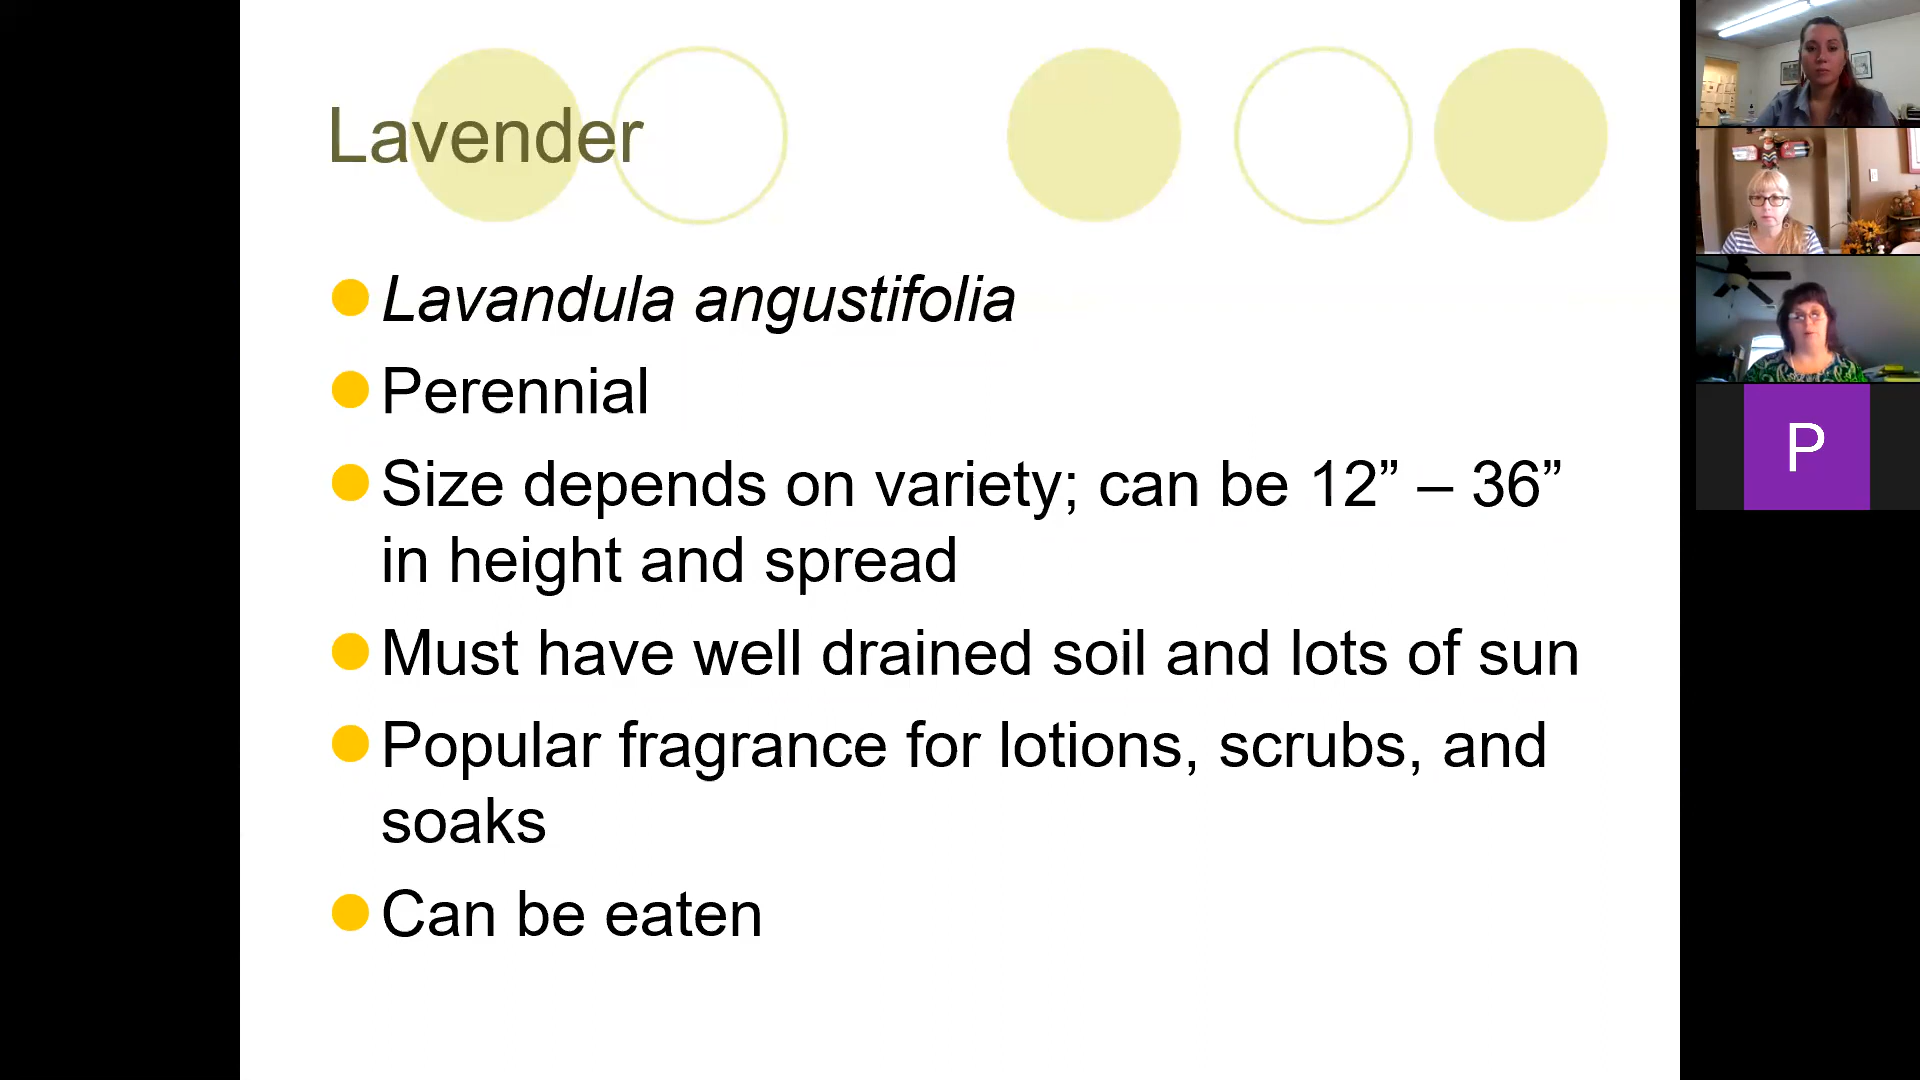 Lavender
Lavandula angustifolia
Perennial
Size depends on variety; can be 12” – 36”
in height and spread
Must have well drained soil and lots of sun
Popular fragrance for lotions, scrubs, and
soaks
Can be eaten
P